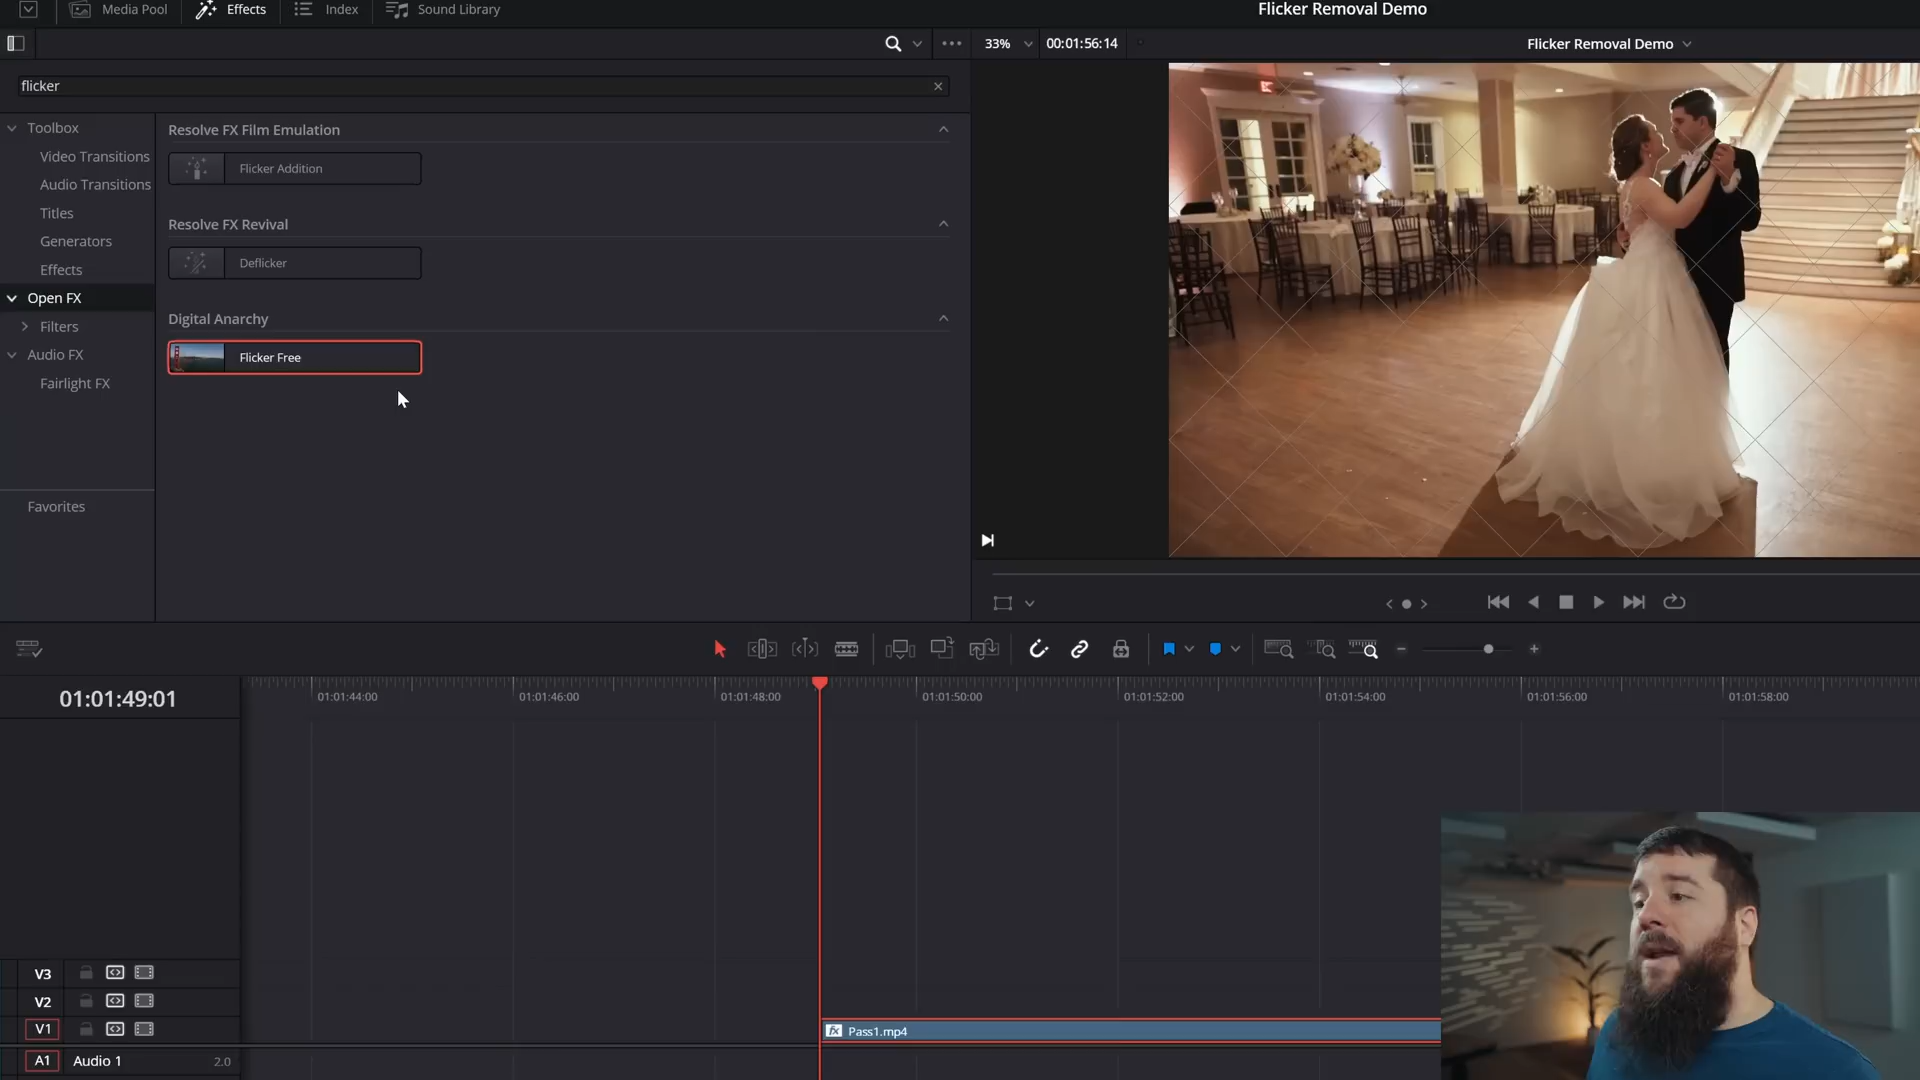 Media Pool
Effects
Index
Sound Library
Flicker Removal Demo
33%
00:01:56:14
Flicker Removal Demo
flicker
Toolbox
Video Transitions
Audio Transitions
Titles
Generators
Effects
Open FX
Filters
Audio FX
Fairlight FX
Favorites
Resolve FX Film Emulation
Flicker Addition
Resolve FX Revival
Deflicker
Digital Anarchy
Flicker Free
01:01:49:01
01:01:44:00
01:01:46:00
01:01:48:00
01:01:50:00
01:01:52:00
01:01:54:00
01:01:56:00
01:01:58:00
V3
V2
V1
fx Pass1.mp4
A1 Audio 1 2.0